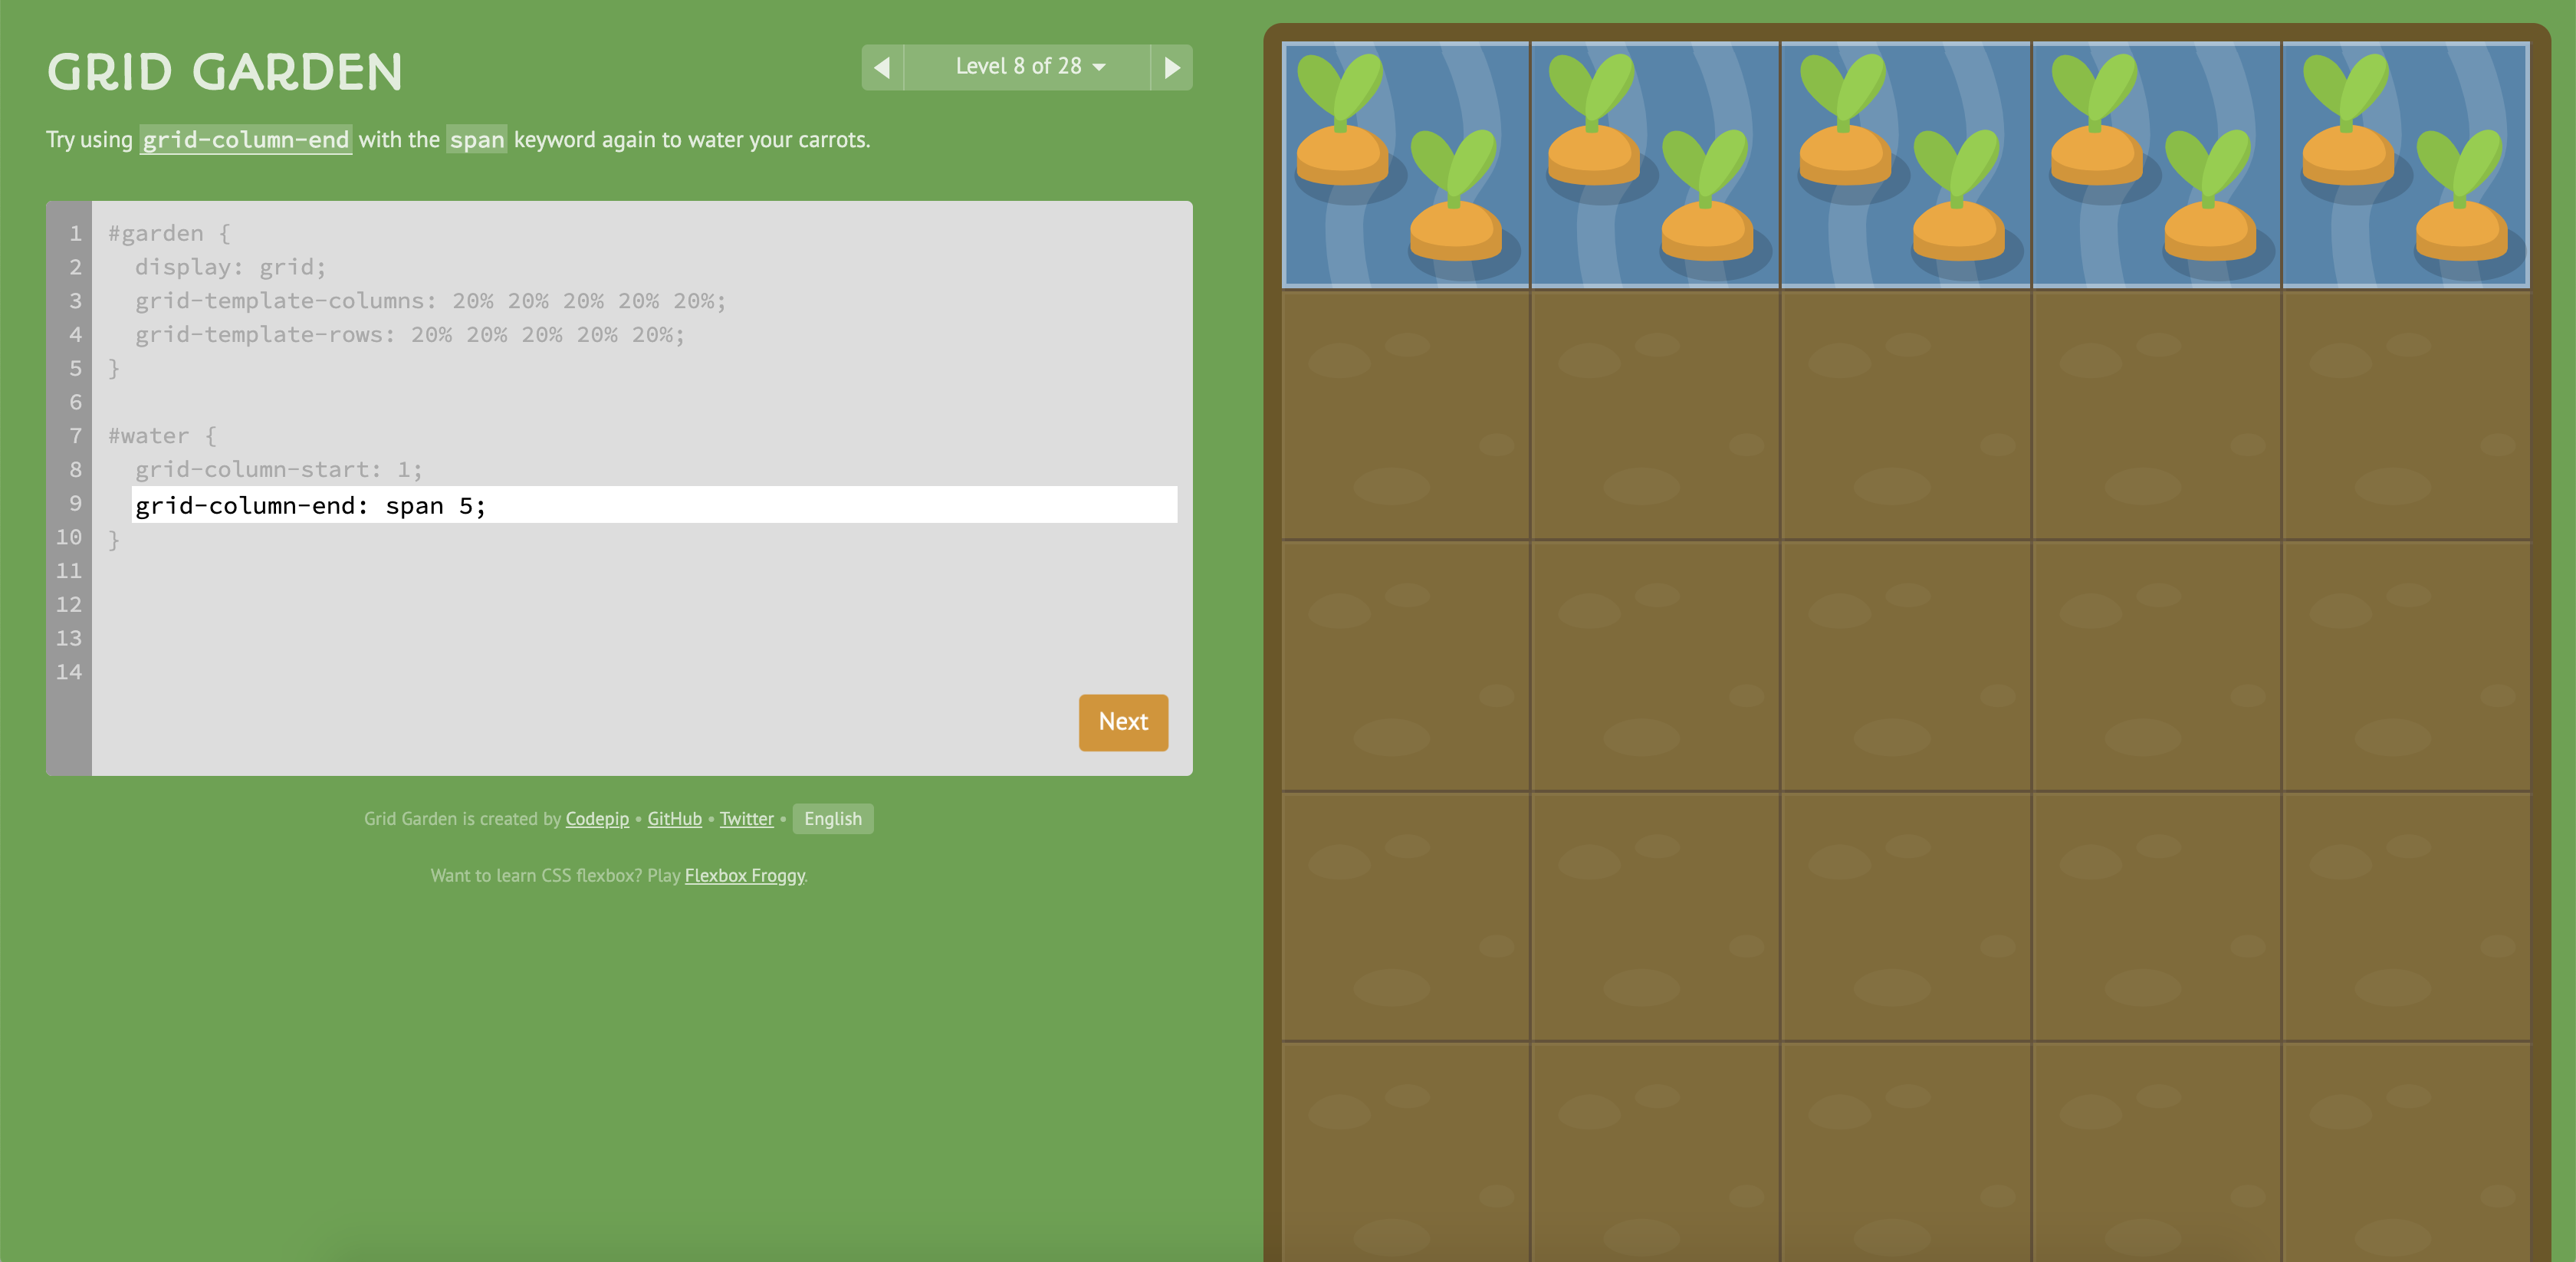 GRID GARDEN
Level 8 of 28
Try using grid-column-end with the span keyword again to water your carrots.
1 #garden {
2 display: grid;
3 grid-template-columns: 20% 20% 20% 20% 20%;
4 grid-template-rows: 20% 20% 20% 20% 20%;
5 }
6
7 #water {
8 grid-column-start: 1;
9 grid-column-end: span 5;
10 }
11
12
13
14
Next
Grid Garden is created by Codepip • GitHub • Twitter • English
Want to learn CSS flexbox? Play Flexbox Froggy.